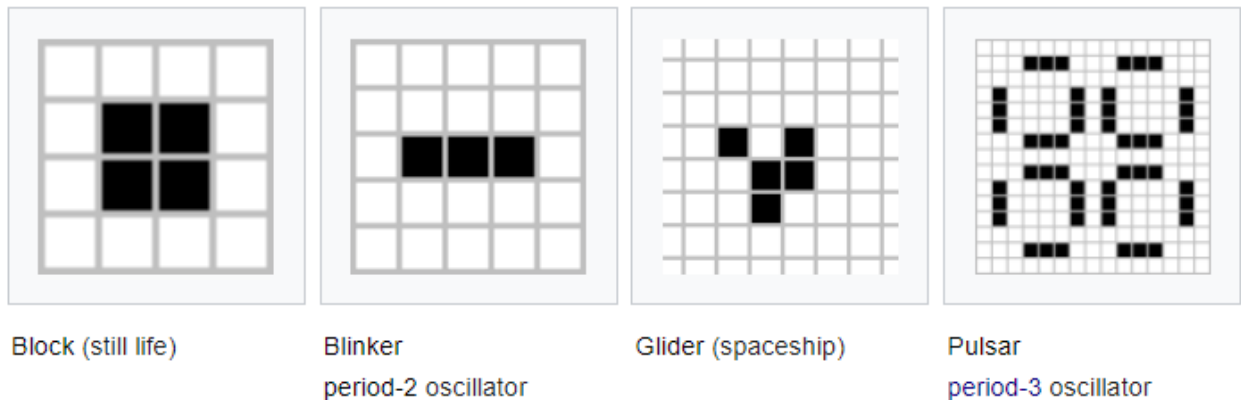 Block (still life)
Blinker
period-2 oscillator
Glider (spaceship)
Pulsar
period-3 oscillator